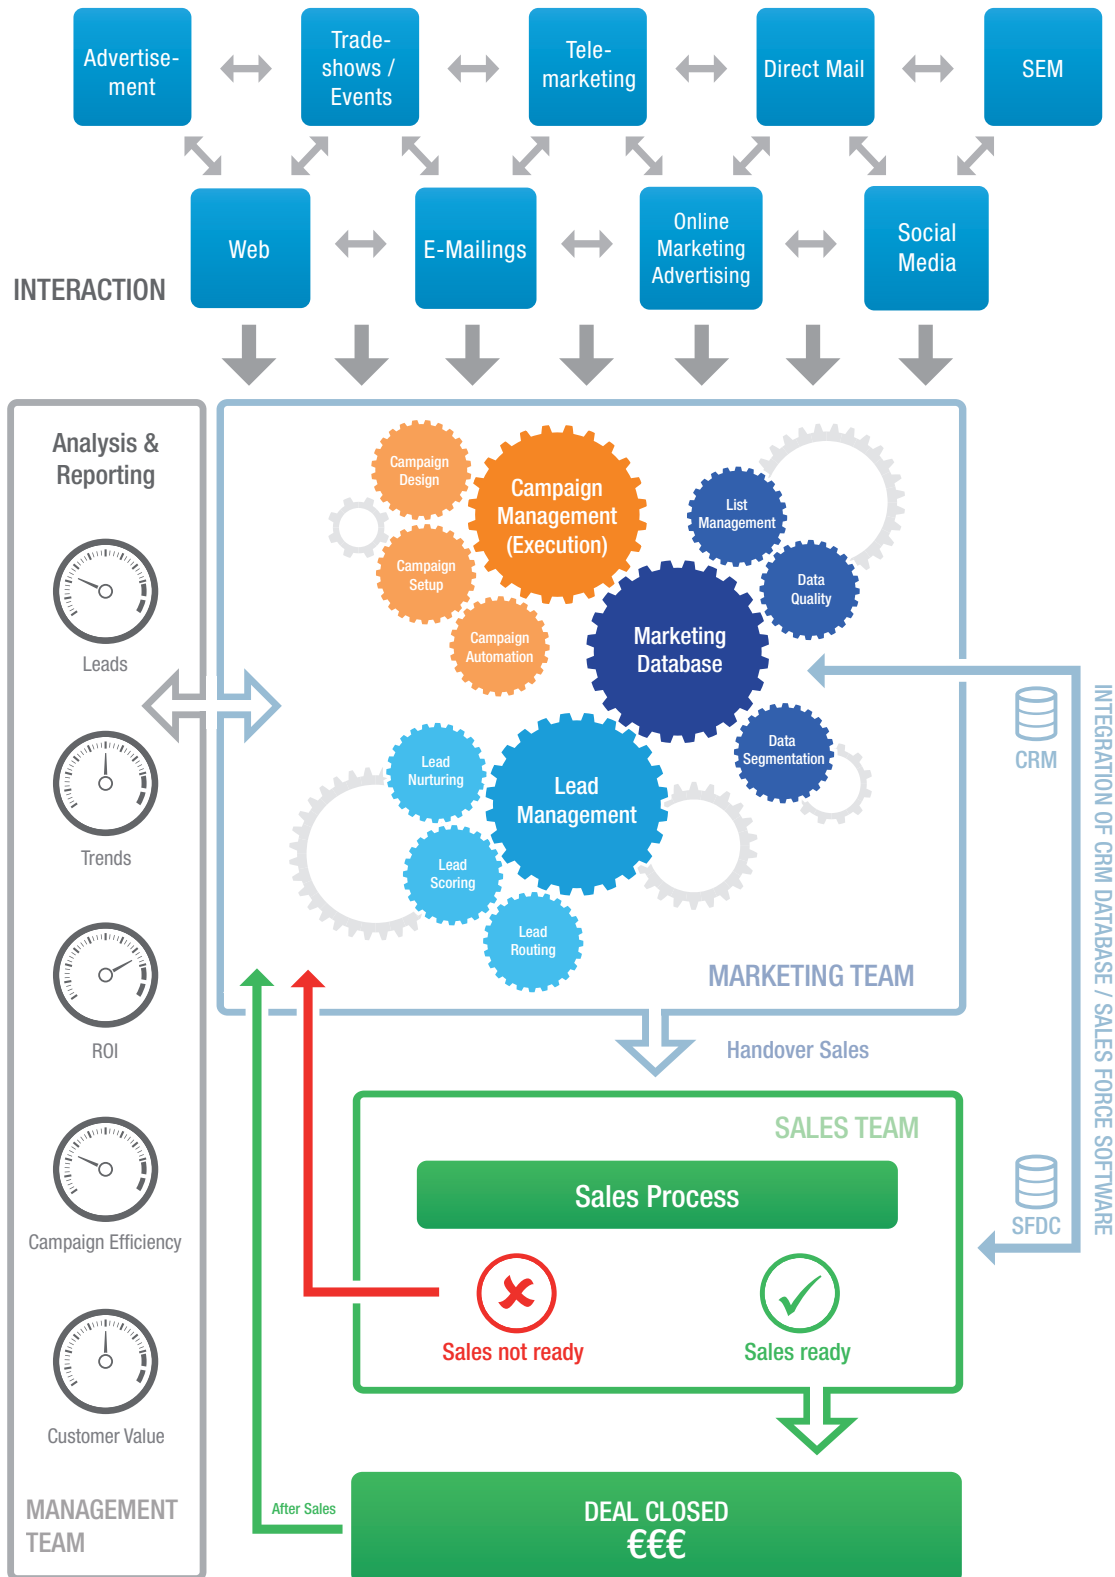 Advertise-
ment
Trade-
shows /
Events
Tele-
marketing
Direct Mail
SEM
Web
E-Mailings
Online
Marketing
Advertising
Social
Media
INTERACTION
Analysis &
Reporting
Leads
Trends
ROI
Campaign Efficiency
Customer Value
MANAGEMENT
TEAM
Campaign
Design
Campaign
Management
(Execution)
Campaign
Setup
Campaign
Automation
List
Management
Data
Quality
Marketing
Database
Data
Segmentation
Lead
Nurturing
Lead
Management
Lead
Scoring
Lead
Routing
MARKETING TEAM
CRM
SFDC
INTEGRATION OF CRM DATABASE / SALES FORCE SOFTWARE
Handover Sales
SALES TEAM
Sales Process
Sales not ready
Sales ready
After Sales
DEAL CLOSED
€€€